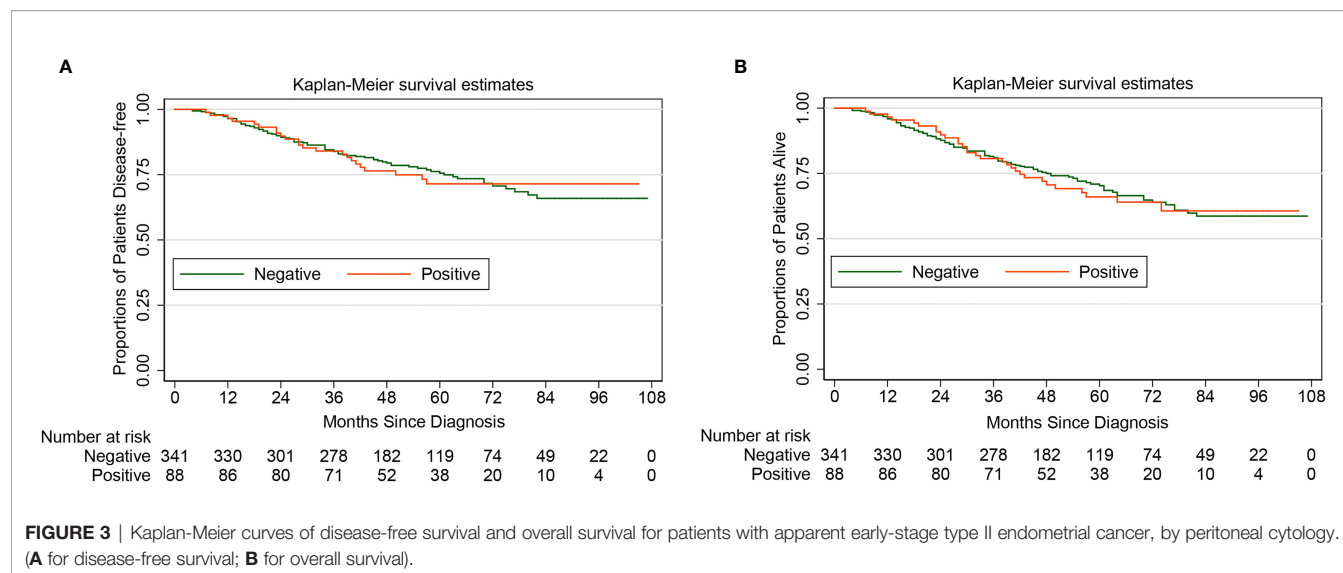 A
Kaplan-Meier survival estimates
Proportions of Patients Disease-free
1.00
0.75
0.50
0.25
0.00
Negative Positive
0 12 24 36 48 60 72 84 96 108
Months Since Diagnosis
Number at risk
Negative 341 330 301 278 182 119 74 49 22 0
Positive 88 86 80 71 52 38 20 10 4 0
B
Kaplan-Meier survival estimates
Proportions of Patients Alive
1.00
0.75
0.50
0.25
0.00
Negative Positive
0 12 24 36 48 60 72 84 96 108
Months Since Diagnosis
Number at risk
Negative 341 330 301 278 182 119 74 49 22 0
Positive 88 86 80 71 52 38 20 10 4 0
FIGURE 3 | Kaplan-Meier curves of disease-free survival and overall survival for patients with apparent early-stage type II endometrial cancer, by peritoneal cytology.
(A for disease-free survival; B for overall survival).